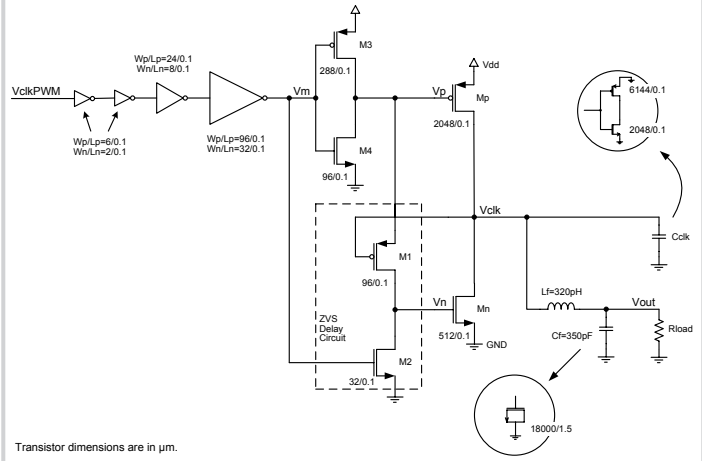 Wp/Lp=24/0.1
Wn/Ln=8/0.1
VclkPWM
Wp/Lp=6/0.1
Wn/Ln=2/0.1
Wp/Lp=96/0.1
Wn/Ln=32/0.1
Vm
M3
288/0.1
M4
96/0.1
Vp
Vdd
Mp
2048/0.1
6144/0.1
2048/0.1
Vclk
Cclk
M1
96/0.1
ZVS
Delay
Circuit
Vn
Mn
512/0.1
GND
M2
32/0.1
Lf=320pH
Vout
Cf=350pF
Rload
18000/1.5
Transistor dimensions are in µm.